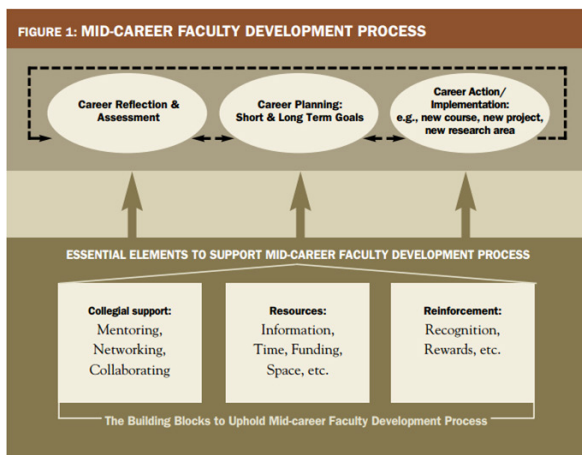 FIGURE 1: MID-CAREER FACULTY DEVELOPMENT PROCESS
Career Reflection &
Assessment
Career Planning:
Short & Long Term Goals
Career Action/
Implementation:
e.g., new course, new project,
new research area
ESSENTIAL ELEMENTS TO SUPPORT MID-CAREER FACULTY DEVELOPMENT PROCESS
Collegial support:
Mentoring,
Networking,
Collaborating
Resources:
Information,
Time, Funding,
Space, etc.
Reinforcement:
Recognition,
Rewards, etc.
The Building Blocks to Uphold Mid-career Faculty Development Process